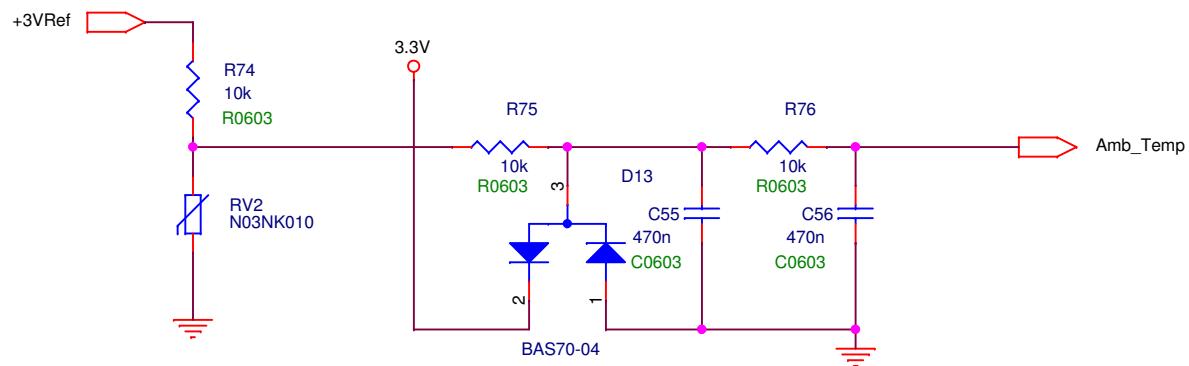 +3VRef
3.3V
R74
10k
R0603
R75
10k
R0603
R76
10k
R0603
Amb_Temp
RV2
N03NK010
3
D13
2
1
BAS70-04
C55
470n
C0603
C56
470n
C0603